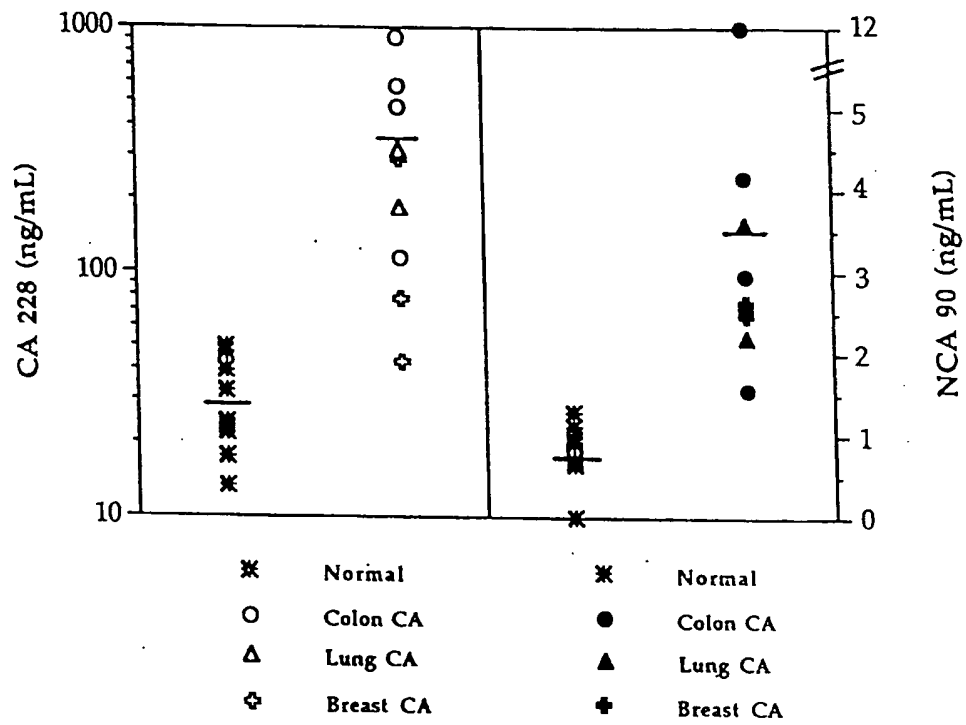 CA 228 (ng/mL)
1000
100
10
NCA 90 (ng/mL)
12
5
4
3
2
1
0
Normal
Colon CA
Lung CA
Breast CA
Normal
Colon CA
Lung CA
Breast CA